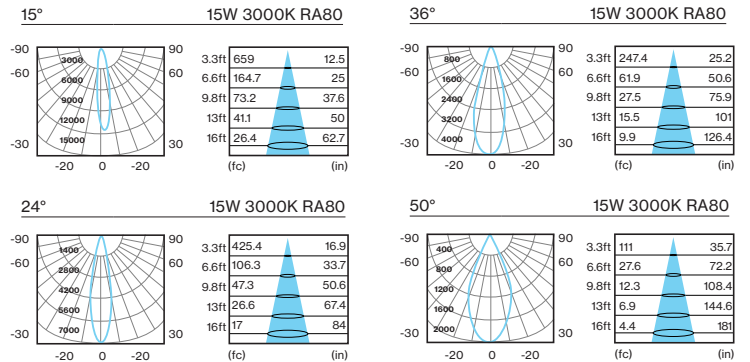 15° 15W 3000K RA80
-90 90
-60 60
-30 30
-20 0 -20
3000
6000
9000
12000
15000
3.3ft 659 12.5
6.6ft 164.7 25
9.8ft 73.2 37.6
13ft 41.1 50
16ft 26.4 62.7
(fc) (in)
36° 15W 3000K RA80
-90 90
-60 60
-30 30
-20 0 -20
800
1600
2400
3200
4000
3.3ft 247.4 25.2
6.6ft 61.9 50.6
9.8ft 27.5 75.9
13ft 15.5 101
16ft 9.9 126.4
(fc) (in)
24° 15W 3000K RA80
-90 90
-60 60
-30 30
-20 0 -20
1400
2800
4200
5600
7000
3.3ft 425.4 16.9
6.6ft 106.3 33.7
9.8ft 47.3 50.6
13ft 26.6 67.4
16ft 17 84
(fc) (in)
50° 15W 3000K RA80
-90 90
-60 60
-30 30
-20 0 -20
400
800
1200
1600
2000
3.3ft 111 35.7
6.6ft 27.6 72.2
9.8ft 12.3 108.4
13ft 6.9 144.6
16ft 4.4 181
(fc) (in)